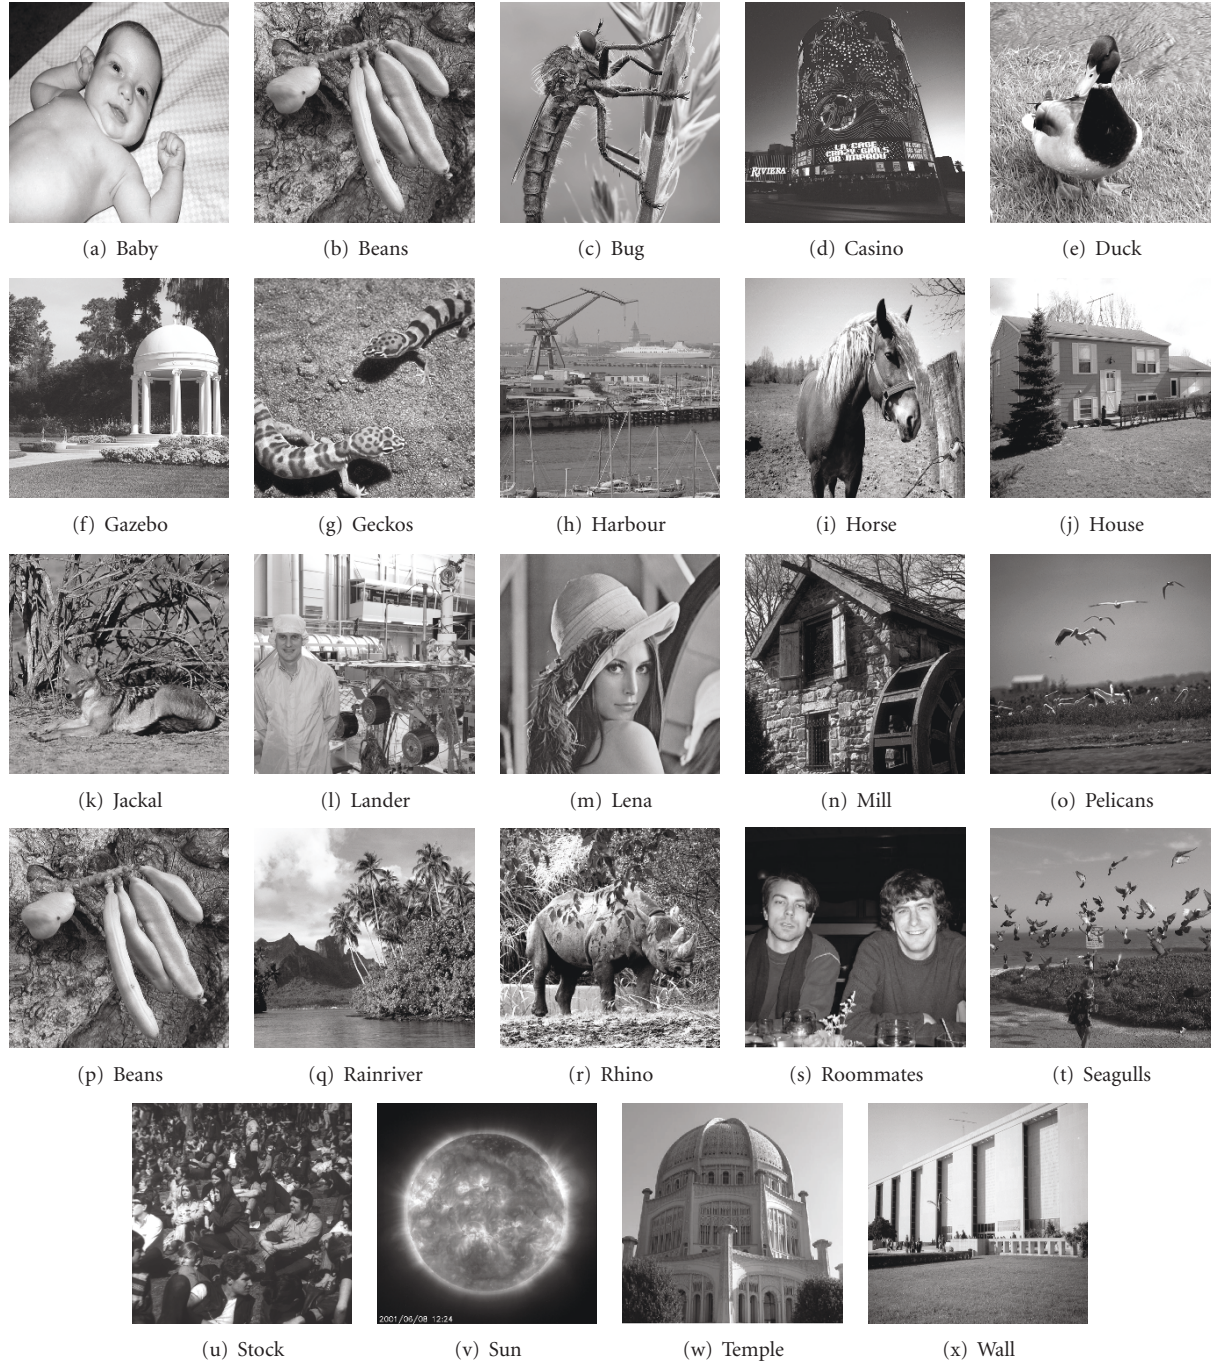 LA CAGE
CRAZY GIRLS
ON IMPROV
RIVIERA
(a) Baby
(b) Beans
(c) Bug
(d) Casino
(e) Duck
(f) Gazebo
(g) Geckos
(h) Harbour
(i) Horse
(j) House
(k) Jackal
(l) Lander
(m) Lena
(n) Mill
(o) Pelicans
(p) Beans
(q) Rainriver
(r) Rhino
(s) Roommates
(t) Seagulls
2001/06/08 12:24
(u) Stock
(v) Sun
(w) Temple
(x) Wall